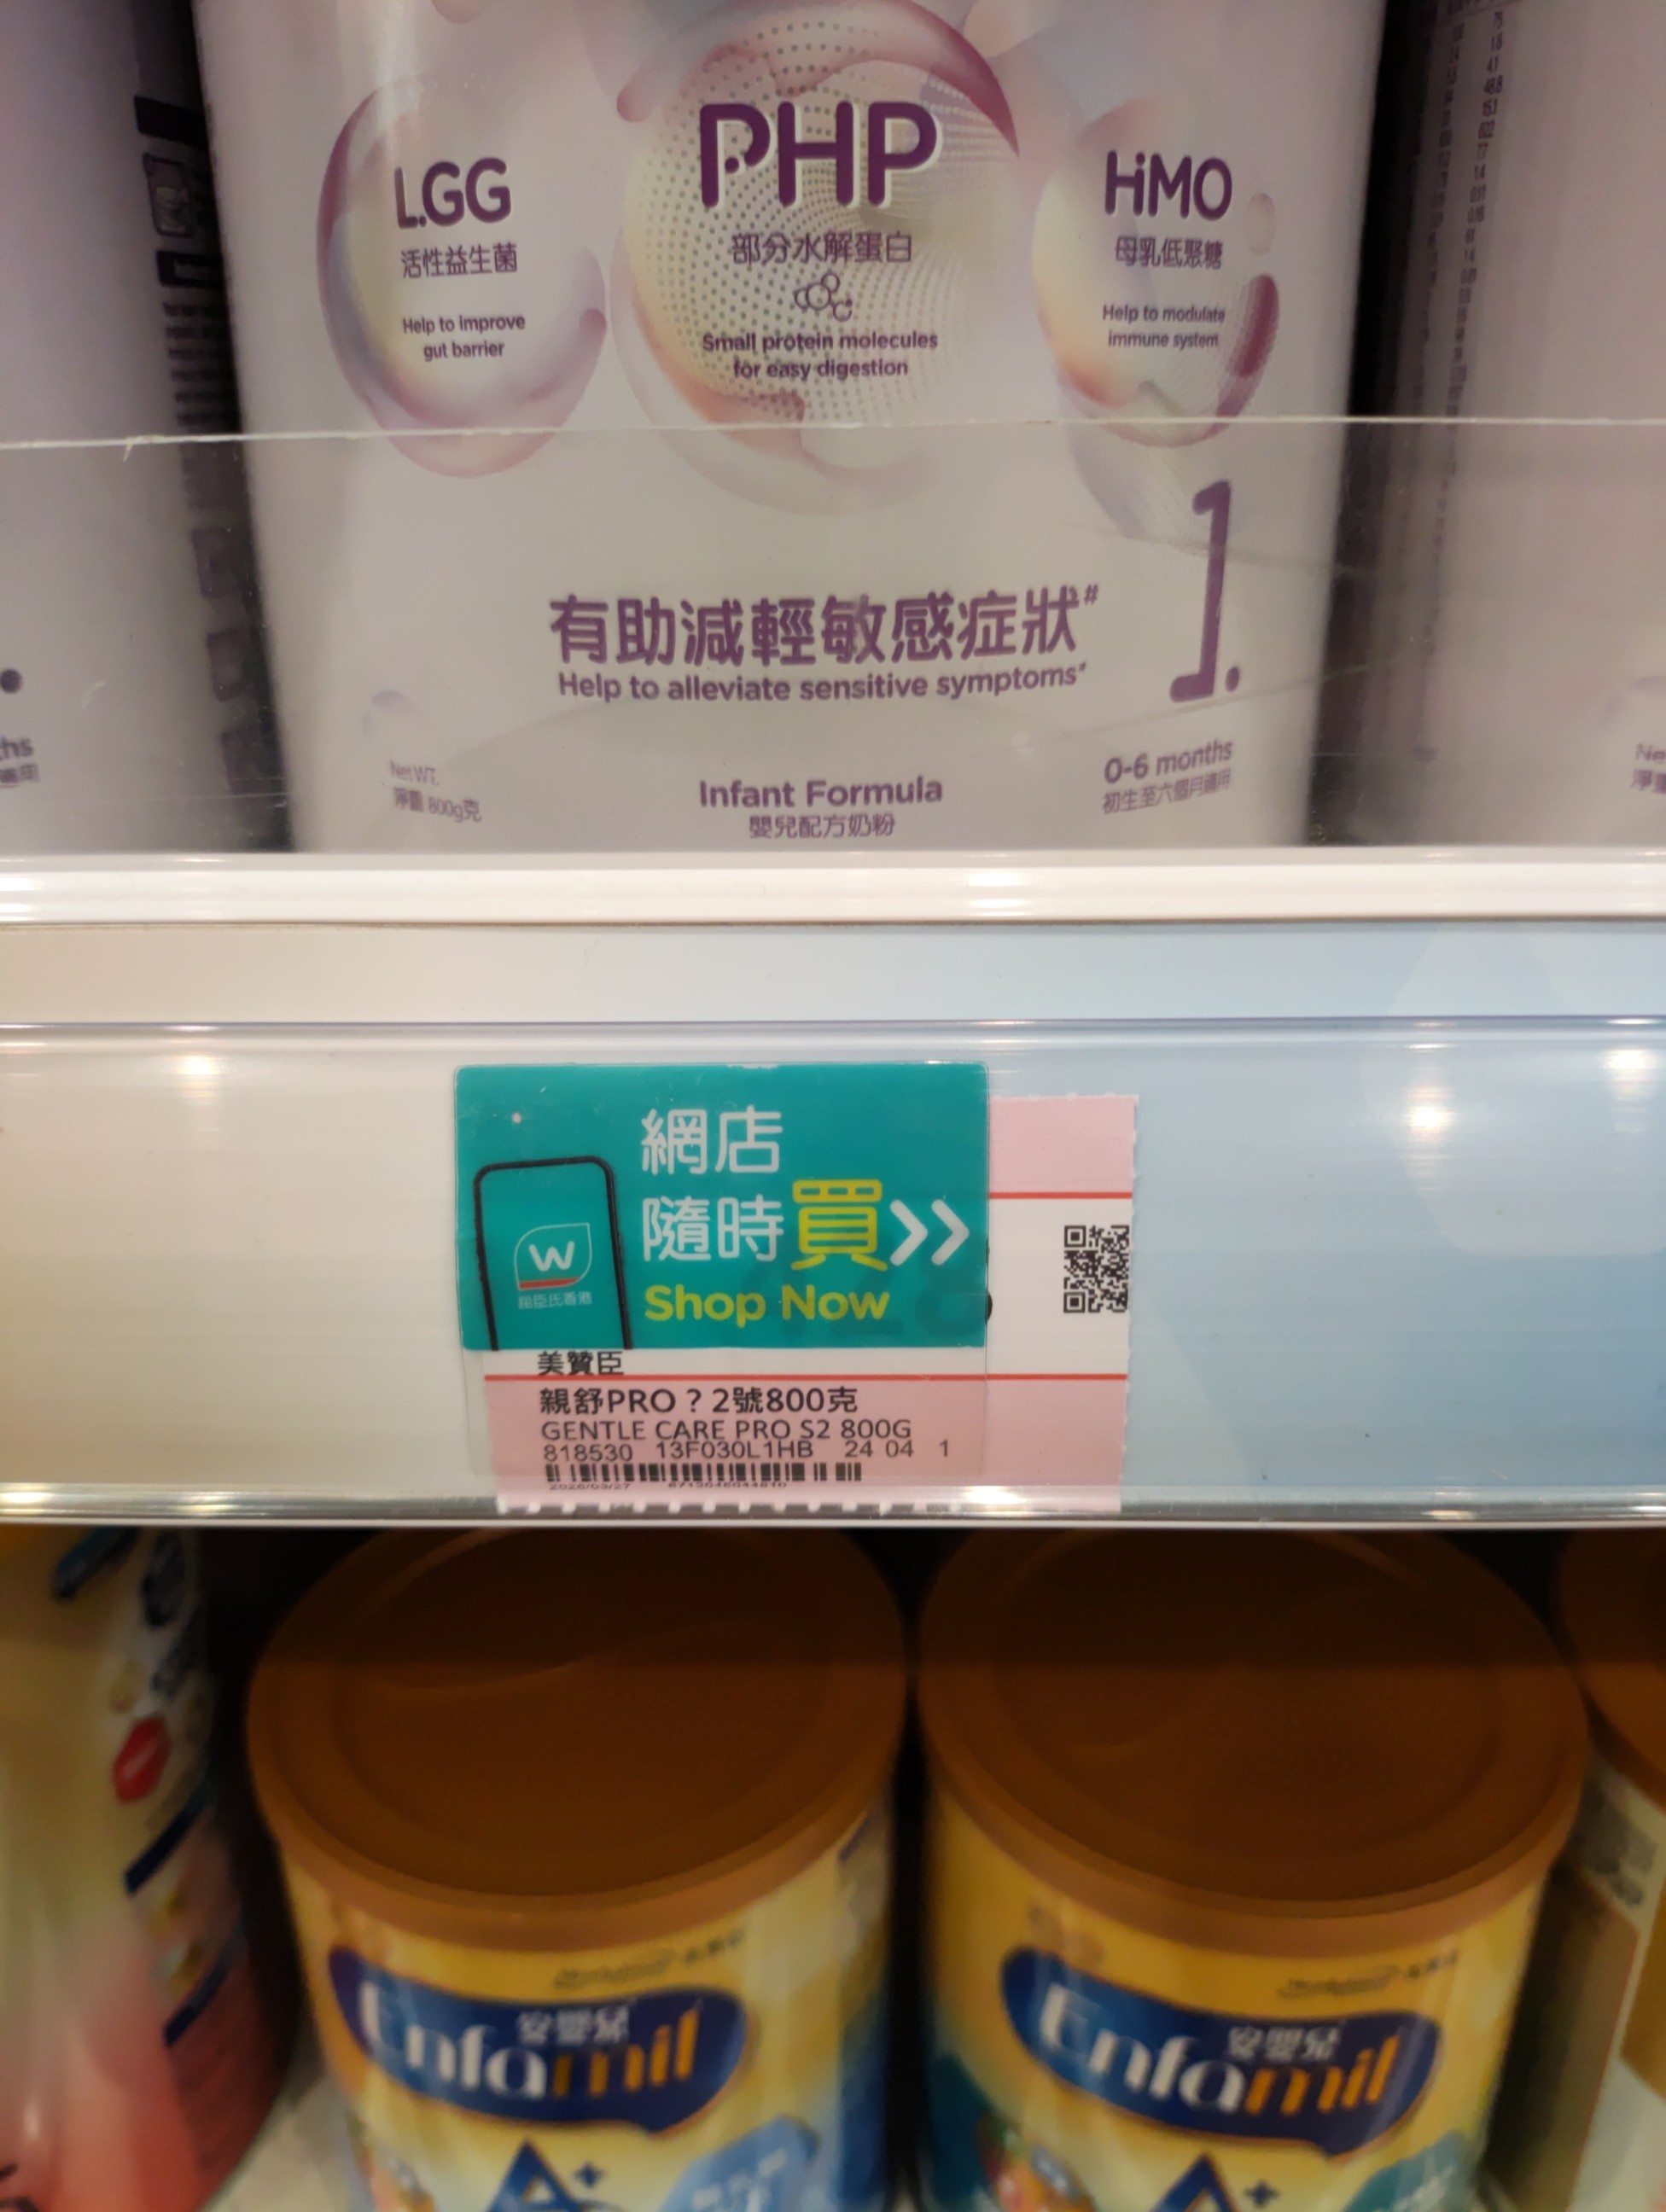 LGG
活性益生菌
Help to improve
gut barrier
PHP
部分水解蛋白
Small protein molecules
for easy digestion
HiMO
母乳低聚糖
Help to modulate
immune system
1.
有助減輕敏感症狀#
Help to alleviate sensitive symptoms#
Net WT.
淨重 800g克
Infant Formula
嬰兒配方奶粉
0-6 months
初生至六個月適用
網店
隨時買>>
Shop Now
W
屈臣氏香港
美贊臣
親舒PRO ? 2號800克
GENTLE CARE PRO S2 800G
818530 13F030L1HB 24 04 1
Enfamil
安嬰兒
A+
Enfamil
安嬰兒
A+